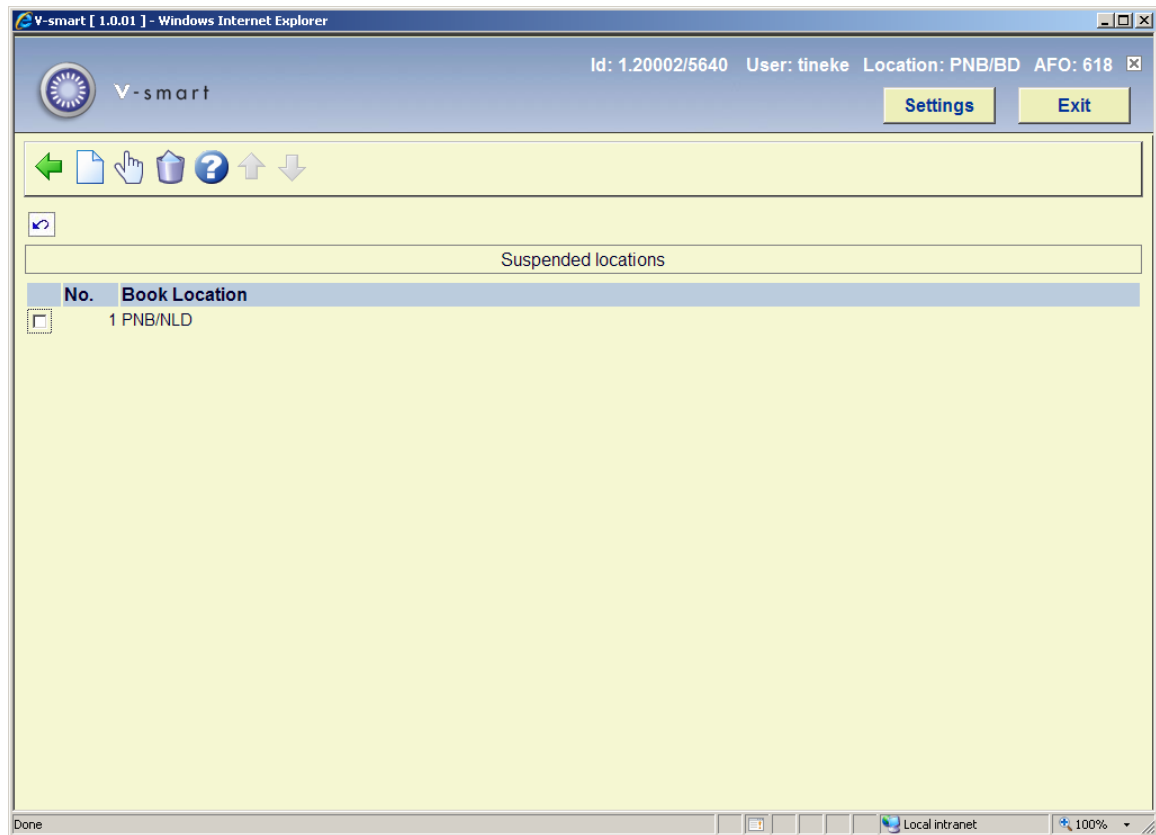 V-smart [ 1.0.01 ] - Windows Internet Explorer
Id: 1.20002/5640 User: tineke Location: PNB/BD AFO: 618
V-smart
Settings Exit
Suspended locations
No. Book Location
1 PNB/NLD
Done Local intranet 100%